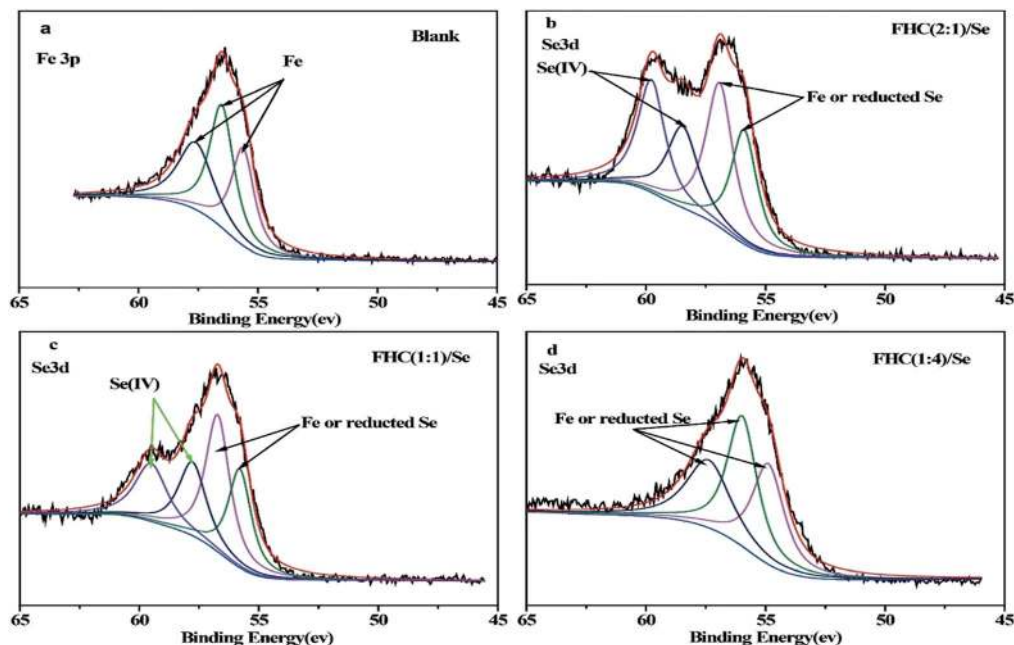 a
Blank
Fe 3p
Fe
65 60 55 50 45
Binding Energy(ev)
b
FHC(2:1)/Se
Se3d
Se(IV)
Fe or reducted Se
65 60 55 50 45
Binding Energy(ev)
c
FHC(1:1)/Se
Se3d
Se(IV)
Fe or reducted Se
65 60 55 50 45
Binding Energy(ev)
d
FHC(1:4)/Se
Se3d
Fe or reducted Se
65 60 55 50 45
Binding Energy(ev)